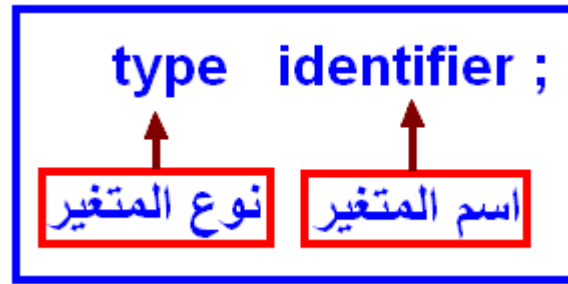 type identifier ;
نوع المتغير
اسم المتغير